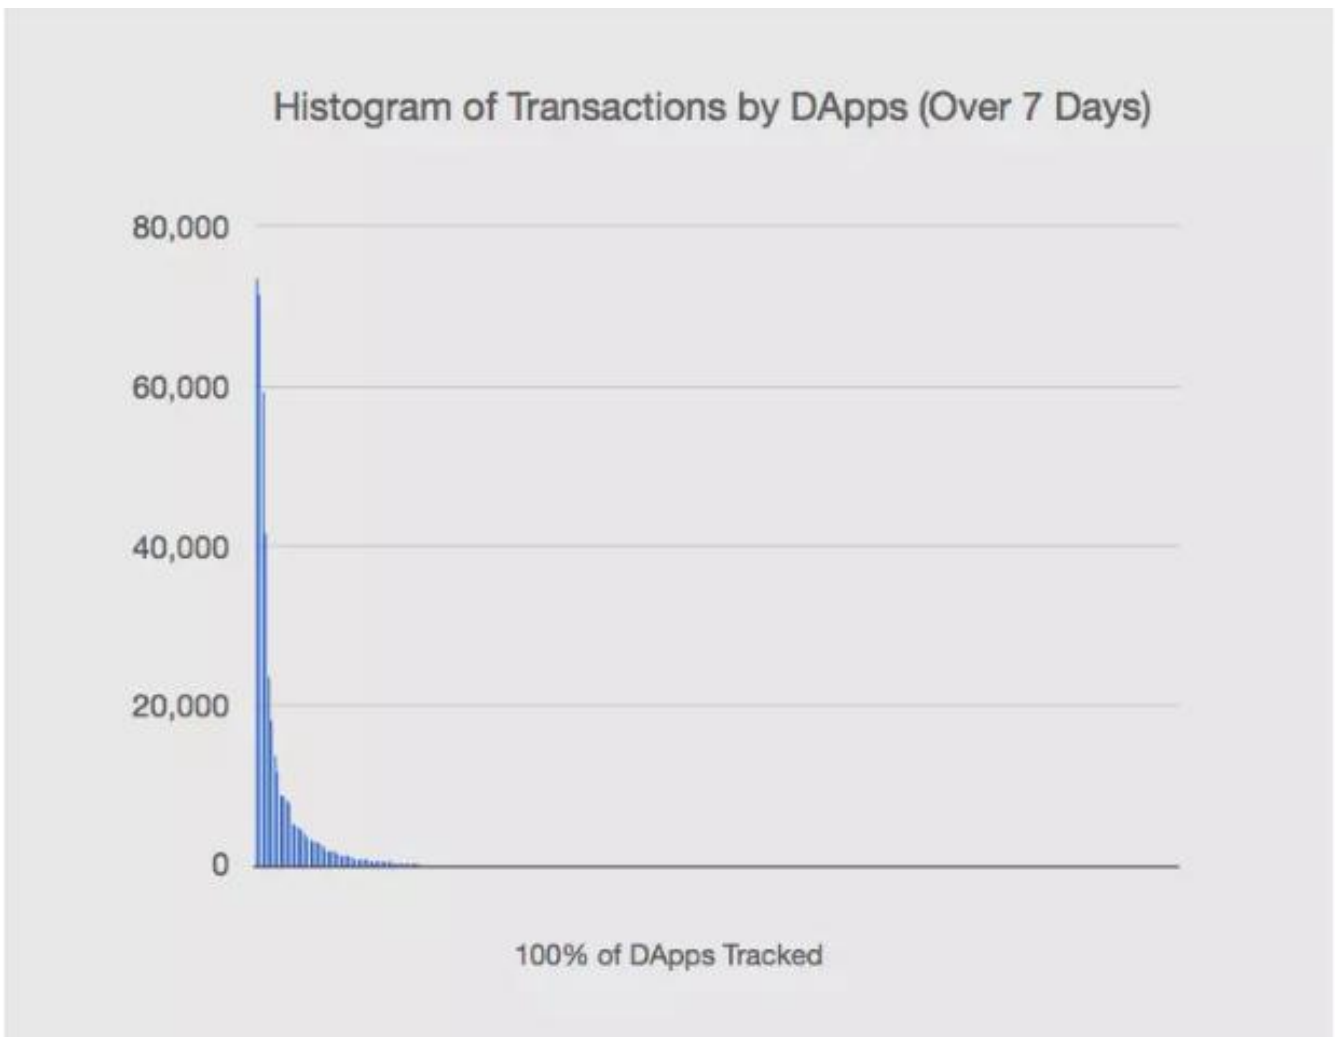 Histogram of Transactions by DApps (Over 7 Days)
80,000
60,000
40,000
20,000
0
100% of DApps Tracked